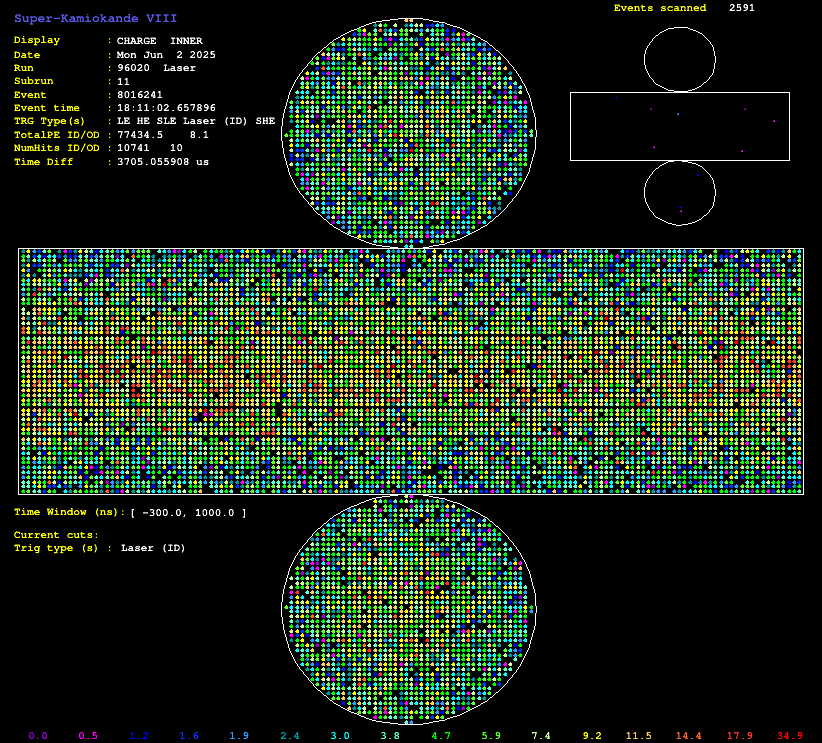 Super-Kamiokande VIII
Events scanned 2591
Display : CHARGE INNER
Date : Mon Jun 2 2025
Run : 96020 Laser
Subrun : 11
Event : 8016241
Event time : 18:11:02.657896
TRG Type(s) : LE HE SLE Laser (ID) SHE
TotalPE ID/OD : 77434.5 8.1
NumHits ID/OD : 10741 10
Time Diff : 3705.055908 us
Time Window (ns): [ -300.0, 1000.0 ]
Current cuts:
Trig type (s) : Laser (ID)
0.0 0.5 1.2 1.6 1.9 2.4 3.0 3.8 4.7 5.9 7.4 9.2 11.5 14.4 17.9 34.9